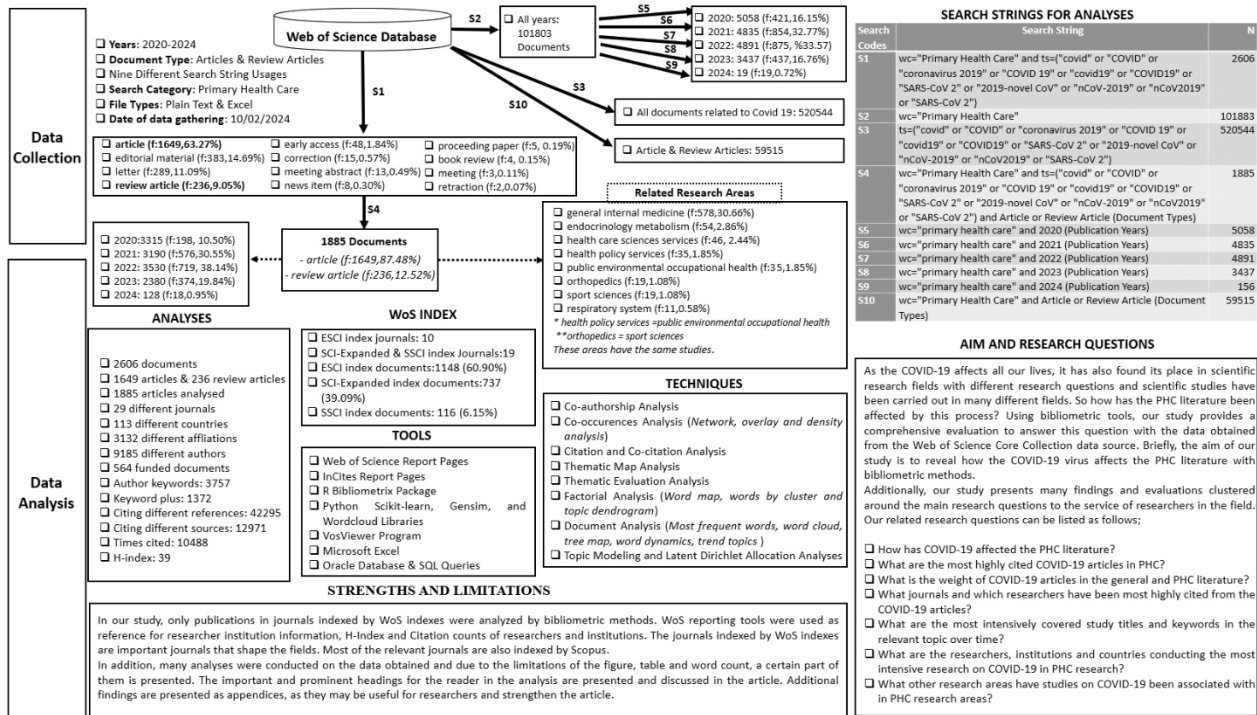 Data
Collection
Data
Analysis
❑ Years: 2020-2024
❑ Document Type: Articles & Review Articles
❑ Nine Different Search String Usages
❑ Search Category: Primary Health Care
❑ File Types: Plain Text & Excel
❑ Date of data gathering: 10/02/2024
Web of Science Database
S2
❑ All years:
101803
Documents
S5
S6
S7
S8
S9
❑ 2020: 5058 (f:421,16.15%)
❑ 2021: 4835 (f:854,32.77%)
❑ 2022: 4891 (f:875, %33.57)
❑ 2023: 3437 (f:437,16.76%)
❑ 2024: 19 (f:19,0.72%)
S1
S3
S10
❑ All documents related to Covid 19: 520544
❑ Article & Review Articles: 59515
❑ article (f:1649,63.27%)
❑ editorial material (f:383,14.69%)
❑ letter (f:289,11.09%)
❑ review article (f:236,9.05%)
❑ early access (f:48,1.84%)
❑ correction (f:15,0.57%)
❑ meeting abstract (f:13,0.49%)
❑ news item (f:8,0.30%)
❑ proceeding paper (f:5, 0.19%)
❑ book review (f:4, 0.15%)
❑ meeting (f:3,0.11%)
❑ retraction (f:2,0.07%)
S4
❑ 2020:3315 (f:198, 10.50%)
❑ 2021: 3190 (f:576,30.55%)
❑ 2022: 3530 (f:719, 38.14%)
❑ 2023: 2380 (f:374,19.84%)
❑ 2024: 128 (f:18,0.95%)
1885 Documents
- article (f:1649,87.48%)
- review article (f:236,12.52%)
Related Research Areas
❑ general internal medicine (f:578,30.66%)
❑ endocrinology metabolism (f:54,2.86%)
❑ health care sciences services (f:46, 2.44%)
❑ health policy services (f:35,1.85%)
❑ public environmental occupational health (f:35,1.85%)
❑ orthopedics (f:19,1.08%)
❑ sport sciences (f:19,1.08%)
❑ respiratory system (f:11,0.58%)
* health policy services =public environmental occupational health
**orthopedics = sport sciences
These areas have the same studies.
ANALYSES
❑ 2606 documents
❑ 1649 articles & 236 review articles
❑ 1885 articles analysed
❑ 29 different journals
❑ 113 different countries
❑ 3132 different affliations
❑ 9185 different authors
❑ 564 funded documents
❑ Author keywords: 3757
❑ Keyword plus: 1372
❑ Citing different references: 42295
❑ Citing different sources: 12971
❑ Times cited: 10488
❑ H-index: 39
WoS INDEX
❑ ESCI index journals: 10
❑ SCI-Expanded & SSCI index Journals:19
❑ ESCI index documents:1148 (60.90%)
❑ SCI-Expanded index documents:737
(39.09%)
❑ SSCI index documents: 116 (6.15%)
TOOLS
❑ Web of Science Report Pages
❑ InCites Report Pages
❑ R Bibliometrix Package
❑ Python Scikit-learn, Gensim, and
Wordcloud Libraries
❑ VosViewer Program
❑ Microsoft Excel
❑ Oracle Database & SQL Queries
TECHNIQUES
❑ Co-authorship Analysis
❑ Co-occurences Analysis (Network, overlay and density
analysis)
❑ Citation and Co-citation Analysis
❑ Thematic Map Analysis
❑ Thematic Evaluation Analysis
❑ Factorial Analysis (Word map, words by cluster and
topic dendrogram)
❑ Document Analysis (Most frequent words, word cloud,
tree map, word dynamics, trend topics )
❑ Topic Modeling and Latent Dirichlet Allocation Analyses
STRENGTHS AND LIMITATIONS
In our study, only publications in journals indexed by WoS indexes were analyzed by bibliometric methods. WoS reporting tools were used as
reference for researcher institution information, H-Index and Citation counts of researchers and institutions. The journals indexed by WoS indexes
are important journals that shape the fields. Most of the relevant journals are also indexed by Scopus.
In addition, many analyses were conducted on the data obtained and due to the limitations of the figure, table and word count, a certain part of
them is presented. The important and prominent headings for the reader in the analysis are presented and discussed in the article. Additional
findings are presented as appendices, as they may be useful for researchers and strengthen the article.
SEARCH STRINGS FOR ANALYSES
Search Codes Search String N
S1 wc="Primary Health Care" and ts=("covid" or "COVID" or 2606
"coronavirus 2019" or "COVID 19" or "covid19" or "COVID19" or
"SARS-CoV 2" or "2019-novel CoV" or "nCoV-2019" or "nCoV2019"
or "SARS-CoV 2")
S2 wc="Primary Health Care" 101883
S3 ts=("covid" or "COVID" or "coronavirus 2019" or "COVID 19" or 520544
"covid19" or "COVID19" or "SARS-CoV 2" or "2019-novel CoV" or
"nCoV-2019" or "nCoV2019" or "SARS-CoV 2")
S4 wc="Primary Health Care" and ts=("covid" or "COVID" or 1885
"coronavirus 2019" or "COVID 19" or "covid19" or "COVID19" or
"SARS-CoV 2" or "2019-novel CoV" or "nCoV-2019" or "nCoV2019"
or "SARS-CoV 2") and Article or Review Article (Document Types)
S5 wc="primary health care" and 2020 (Publication Years) 5058
S6 wc="primary health care" and 2021 (Publication Years) 4835
S7 wc="primary health care" and 2022 (Publication Years) 4891
S8 wc="primary health care" and 2023 (Publication Years) 3437
S9 wc="primary health care" and 2024 (Publication Years) 156
S10 wc="Primary Health Care" and Article or Review Article (Document 59515
Types)
AIM AND RESEARCH QUESTIONS
As the COVID-19 affects all our lives, it has also found its place in scientific
research fields with different research questions and scientific studies have
been carried out in many different fields. So how has the PHC literature been
affected by this process? Using bibliometric tools, our study provides a
comprehensive evaluation to answer this question with the data obtained
from the Web of Science Core Collection data source. Briefly, the aim of our
study is to reveal how the COVID-19 virus affects the PHC literature with
bibliometric methods.
Additionally, our study presents many findings and evaluations clustered
around the main research questions to the service of researchers in the field.
Our related research questions can be listed as follows;
❑ How has COVID-19 affected the PHC literature?
❑ What are the most highly cited COVID-19 articles in PHC?
❑ What is the weight of COVID-19 articles in the general and PHC literature?
❑ What journals and which researchers have been most highly cited from the
COVID-19 articles?
❑ What are the most intensively covered study titles and keywords in the
relevant topic over time?
❑ What are the researchers, institutions and countries conducting the most
intensive research on COVID-19 in PHC research?
❑ What other research areas have studies on COVID-19 been associated with
in PHC research areas?